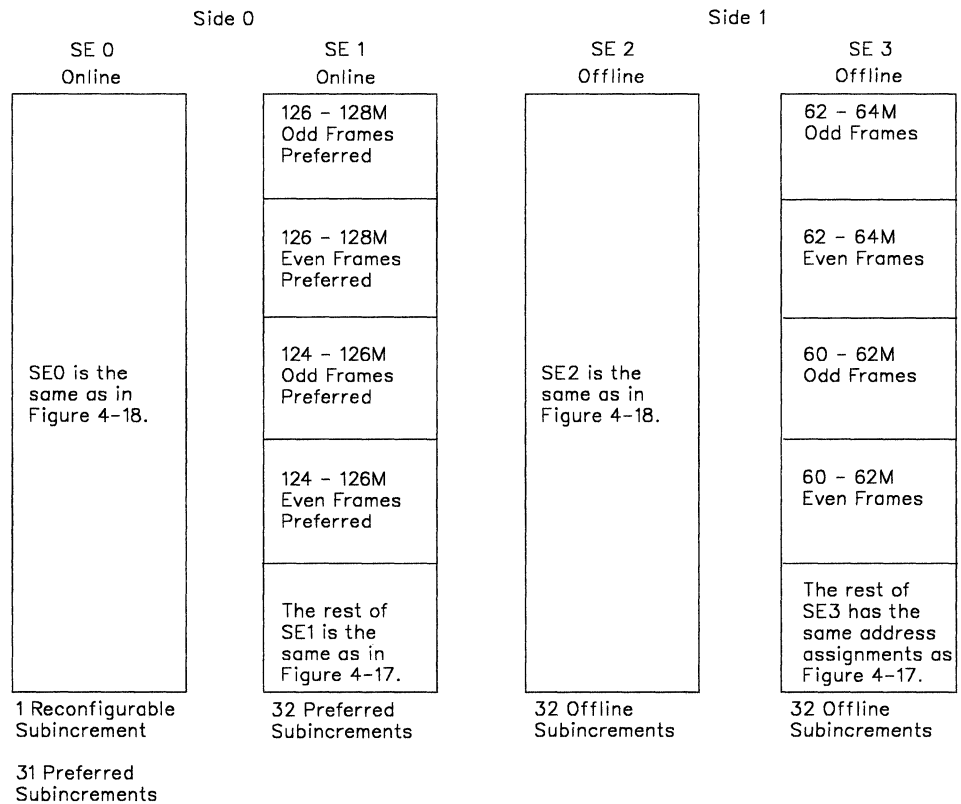 Side 0
Side 1
SE 0
Online
SE 1
Online
SE 2
Offline
SE 3
Offline
SE0 is the
same as in
Figure 4-18.
1 Reconfigurable
Subincrement
31 Preferred
Subincrements
126 - 128M
Odd Frames
Preferred
126 - 128M
Even Frames
Preferred
124 - 126M
Odd Frames
Preferred
124 - 126M
Even Frames
Preferred
The rest of
SE1 is the
same as in
Figure 4-17.
32 Preferred
Subincrements
SE2 is the
same as in
Figure 4-18.
32 Offline
Subincrements
62 - 64M
Odd Frames
62 - 64M
Even Frames
60 - 62M
Odd Frames
60 - 62M
Even Frames
The rest of
SE3 has the
same address
assignments as
Figure 4-17.
32 Offline
Subincrements